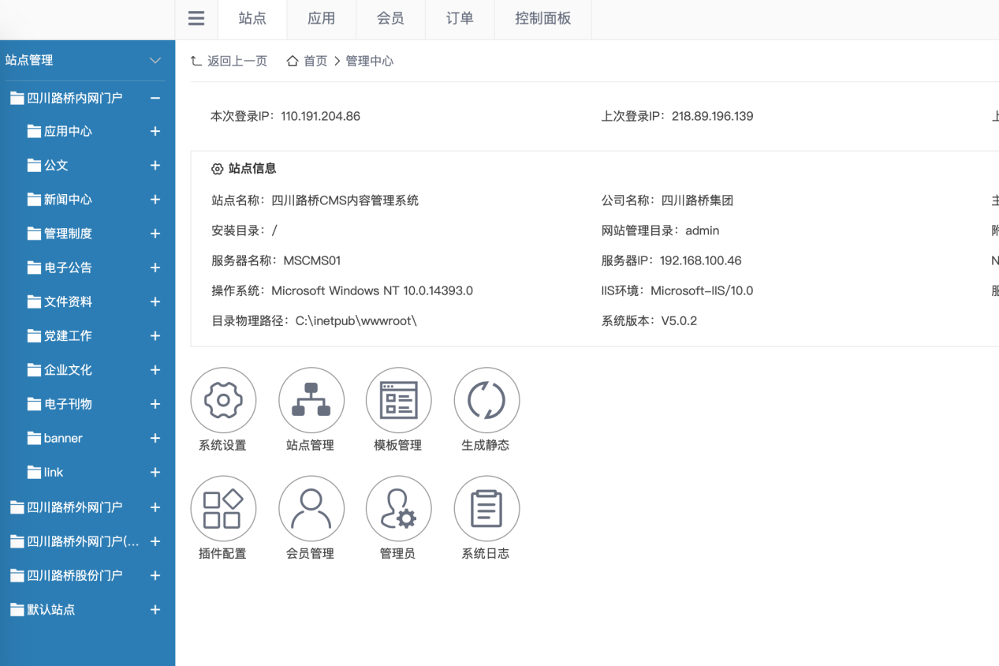 站点
应用
会员
订单
控制面板
站点管理
四川路桥内网门户
应用中心
公文
新闻中心
管理制度
电子公告
文件资料
党建工作
企业文化
电子刊物
banner
link
四川路桥外网门户
四川路桥外网门户(...
四川路桥股份门户
默认站点
返回上一页 首页 > 管理中心
本次登录IP：110.191.204.86
上次登录IP：218.89.196.139
站点信息
站点名称：四川路桥CMS内容管理系统
公司名称：四川路桥集团
安装目录：/
网站管理目录：admin
服务器名称：MSCMS01
服务器IP：192.168.100.46
操作系统：Microsoft Windows NT 10.0.14393.0
IIS环境：Microsoft-IIS/10.0
目录物理路径：C:\inetpub\wwwroot\
系统版本：V5.0.2
系统设置
站点管理
模板管理
生成静态
插件配置
会员管理
管理员
系统日志